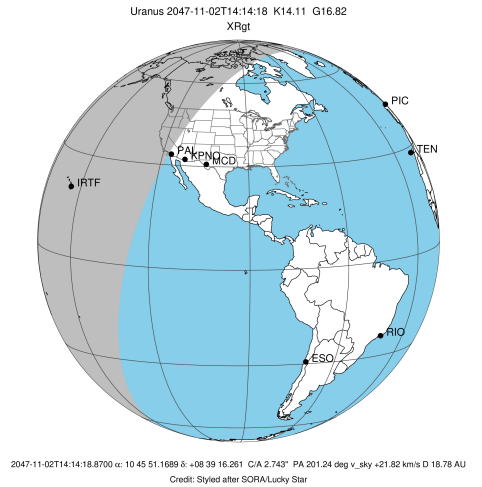 Uranus 2047-11-02T14:14:18 K14.11 G16.82
XRgt
PIC
TEN
PAL
KPNO
MCD
IRTF
RIO
ESO
2047-11-02T14:14:18.8700 α: 10 45 51.1689 δ: +08 39 16.261 C/A 2.743" PA 201.24 deg v_sky +21.82 km/s D 18.78 AU
Credit: Styled after SORA/Lucky Star